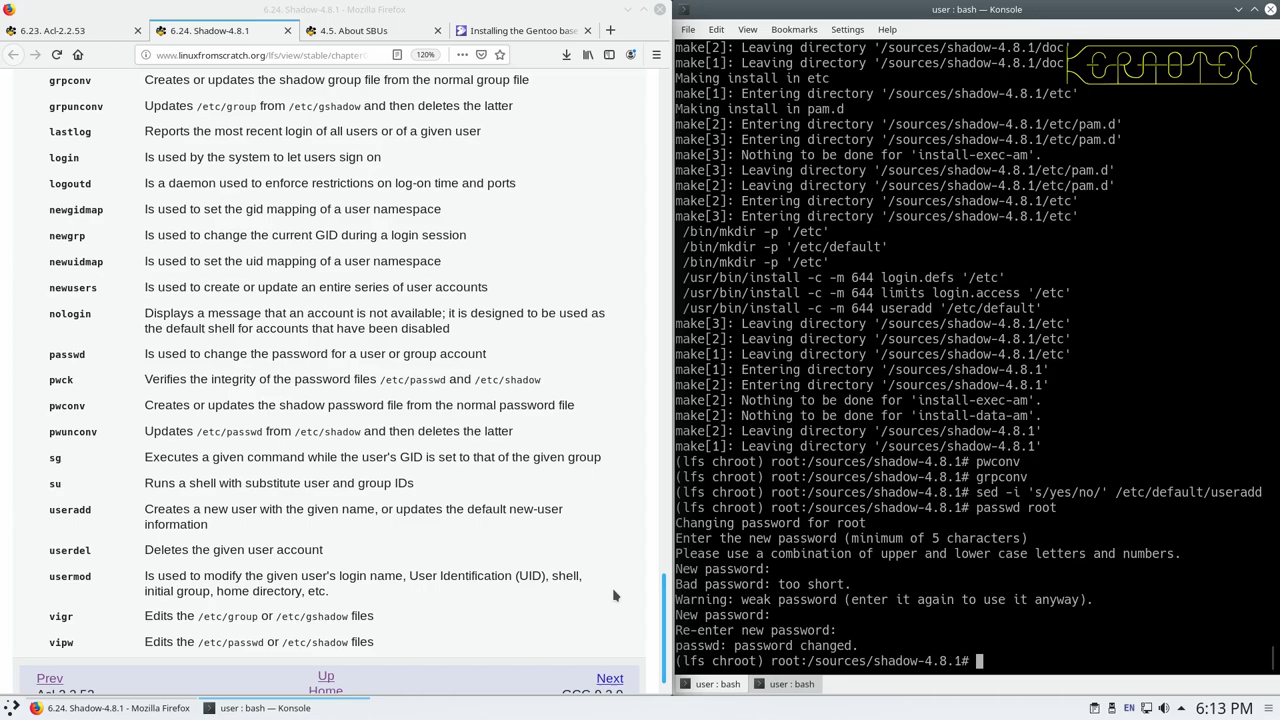 6.24. Shadow-4.8.1 - Mozilla Firefox
6.23. Acl-2.2.53
6.24. Shadow-4.8.1
4.5. About SBUs
Installing the Gentoo base
www.linuxfromscratch.org/lfs/view/stable/chapter
120%
grpconv Creates or updates the shadow group file from the normal group file
grpunconv Updates /etc/group from /etc/gshadow and then deletes the latter
lastlog Reports the most recent login of all users or of a given user
login Is used by the system to let users sign on
logoutd Is a daemon used to enforce restrictions on log-on time and ports
newgidmap Is used to set the gid mapping of a user namespace
newgrp Is used to change the current GID during a login session
newuidmap Is used to set the uid mapping of a user namespace
newusers Is used to create or update an entire series of user accounts
nologin Displays a message that an account is not available; it is designed to be used as
the default shell for accounts that have been disabled
passwd Is used to change the password for a user or group account
pwck Verifies the integrity of the password files /etc/passwd and /etc/shadow
pwconv Creates or updates the shadow password file from the normal password file
pwunconv Updates /etc/passwd from /etc/shadow and then deletes the latter
sg Executes a given command while the user's GID is set to that of the given group
su Runs a shell with substitute user and group IDs
useradd Creates a new user with the given name, or updates the default new-user
information
userdel Deletes the given user account
usermod Is used to modify the given user's login name, User Identification (UID), shell,
initial group, home directory, etc.
vigr Edits the /etc/group or /etc/gshadow files
vipw Edits the /etc/passwd or /etc/shadow files
Prev Up Next
Acl-2.2.53 Home GCC-9.2.0
user : bash — Konsole
File Edit View Bookmarks Settings Help
make[2]: Leaving directory '/sources/shadow-4.8.1/doc
make[1]: Leaving directory '/sources/shadow-4.8.1/doc
Making install in etc
make[1]: Entering directory '/sources/shadow-4.8.1/etc'
Making install in pam.d
make[2]: Entering directory '/sources/shadow-4.8.1/etc/pam.d'
make[3]: Entering directory '/sources/shadow-4.8.1/etc/pam.d'
make[3]: Nothing to be done for 'install-exec-am'.
make[3]: Leaving directory '/sources/shadow-4.8.1/etc/pam.d'
make[2]: Leaving directory '/sources/shadow-4.8.1/etc/pam.d'
make[2]: Entering directory '/sources/shadow-4.8.1/etc'
make[3]: Entering directory '/sources/shadow-4.8.1/etc'
/bin/mkdir -p '/etc'
/bin/mkdir -p '/etc/default'
/bin/mkdir -p '/etc'
/usr/bin/install -c -m 644 login.defs '/etc'
/usr/bin/install -c -m 644 limits login.access '/etc'
/usr/bin/install -c -m 644 useradd '/etc/default'
make[3]: Leaving directory '/sources/shadow-4.8.1/etc'
make[2]: Leaving directory '/sources/shadow-4.8.1/etc'
make[1]: Leaving directory '/sources/shadow-4.8.1/etc'
make[1]: Entering directory '/sources/shadow-4.8.1'
make[2]: Entering directory '/sources/shadow-4.8.1'
make[2]: Nothing to be done for 'install-exec-am'.
make[2]: Nothing to be done for 'install-data-am'.
make[2]: Leaving directory '/sources/shadow-4.8.1'
make[1]: Leaving directory '/sources/shadow-4.8.1'
(lfs chroot) root:/sources/shadow-4.8.1# pwconv
(lfs chroot) root:/sources/shadow-4.8.1# grpconv
(lfs chroot) root:/sources/shadow-4.8.1# sed -i 's/yes/no/' /etc/default/useradd
(lfs chroot) root:/sources/shadow-4.8.1# passwd root
Changing password for root
Enter the new password (minimum of 5 characters)
Please use a combination of upper and lower case letters and numbers.
New password:
Bad password: too short.
Warning: weak password (enter it again to use it anyway).
New password:
Re-enter new password:
passwd: password changed.
(lfs chroot) root:/sources/shadow-4.8.1#
user : bash
user : bash
6.24. Shadow-4.8.1 - Mozilla Firefox
user : bash — Konsole
EN
6:13 PM